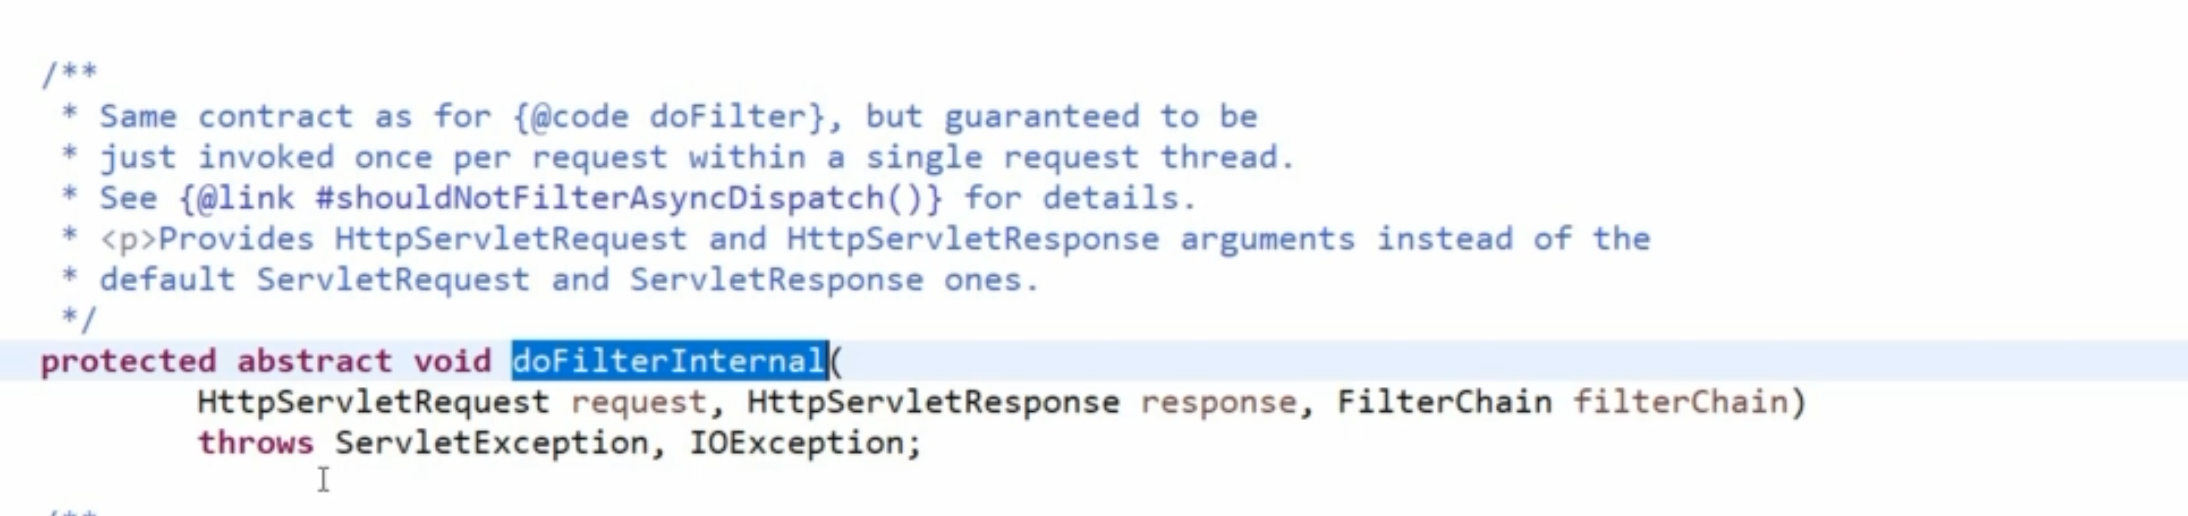 /**
* Same contract as for {@code doFilter}, but guaranteed to be
* just invoked once per request within a single request thread.
* See {@link #shouldNotFilterAsyncDispatch()} for details.
* <p>Provides HttpServletRequest and HttpServletResponse arguments instead of the
* default ServletRequest and ServletResponse ones.
*/
protected abstract void doFilterInternal(
HttpServletRequest request, HttpServletResponse response, FilterChain filterChain)
throws ServletException, IOException;
/**